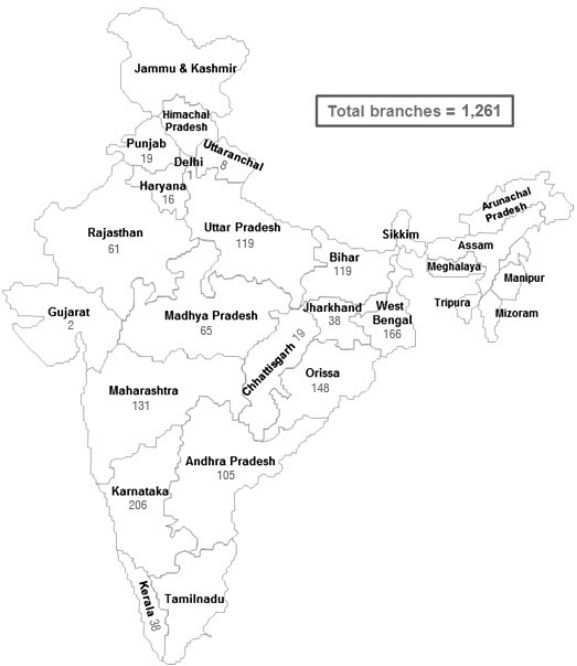 Jammu & Kashmir
Total branches = 1,261
Himachal
Pradesh
Punjab
19
Delhi
1
Uttaranchal
8
Haryana
16
Rajasthan
61
Uttar Pradesh
119
Bihar
119
Sikkim
Arunachal
Pradesh
Assam
Meghalaya
Manipur
Tripura
Mizoram
Gujarat
2
Madhya Pradesh
65
Jharkhand
38
West
Bengal
166
Chhattisgarh 19
Orissa
148
Maharashtra
131
Andhra Pradesh
105
Karnataka
206
Kerala 38
Tamilnadu